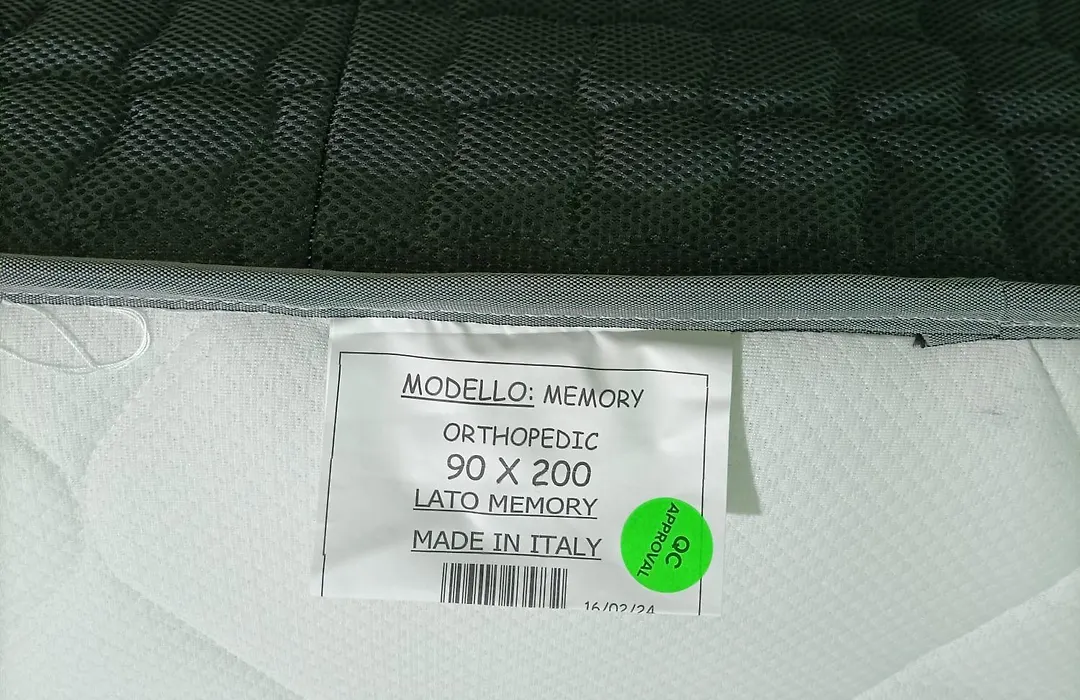 MODELLO: MEMORY
ORTHOPEDIC
90 X 200
LATO MEMORY
MADE IN ITALY
QC
APPROVAL
16/02/24